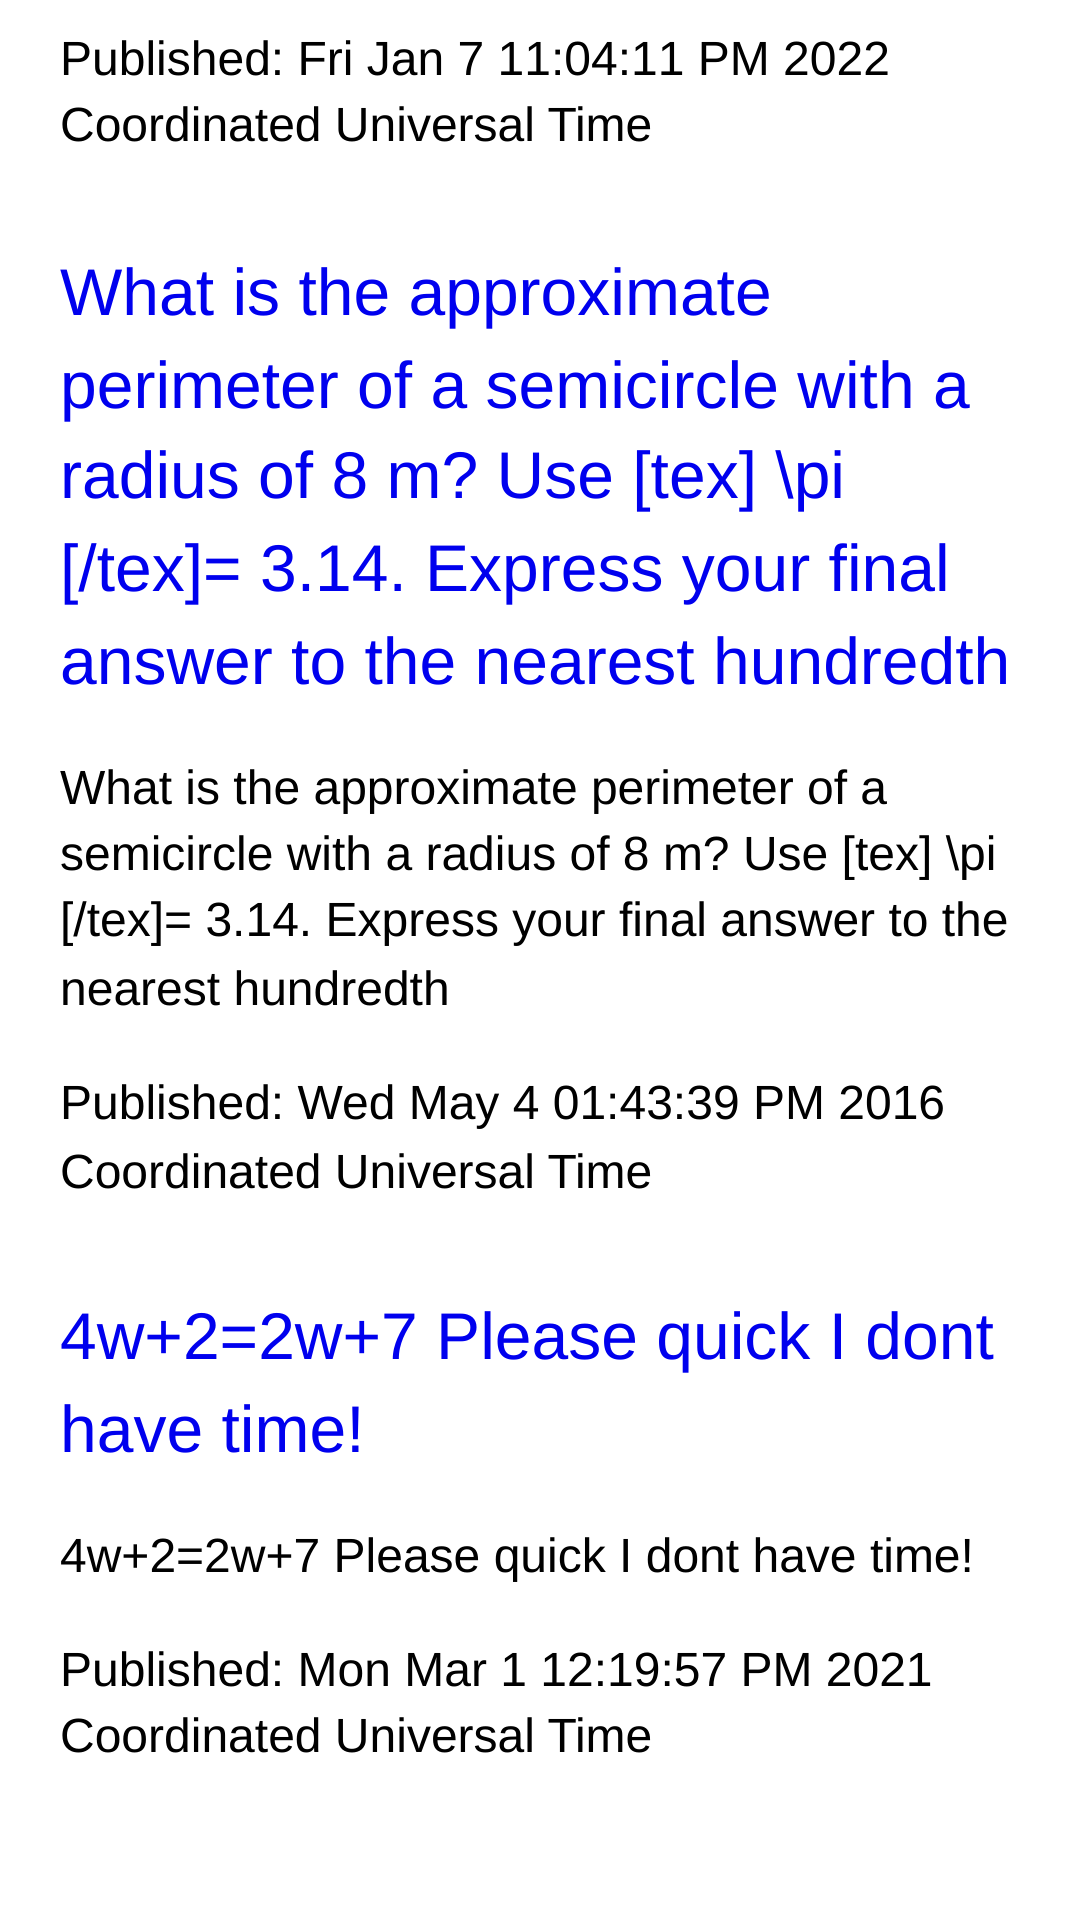 Published: Fri Jan 7 11:04:11 PM 2022
Coordinated Universal Time
What is the approximate
perimeter of a semicircle with a
radius of 8 m? Use [tex] \pi
[/tex]= 3.14. Express your final
answer to the nearest hundredth
What is the approximate perimeter of a
semicircle with a radius of 8 m? Use [tex] \pi
[/tex]= 3.14. Express your final answer to the
nearest hundredth
Published: Wed May 4 01:43:39 PM 2016
Coordinated Universal Time
4w+2=2w+7 Please quick I dont
have time!
4w+2=2w+7 Please quick I dont have time!
Published: Mon Mar 1 12:19:57 PM 2021
Coordinated Universal Time